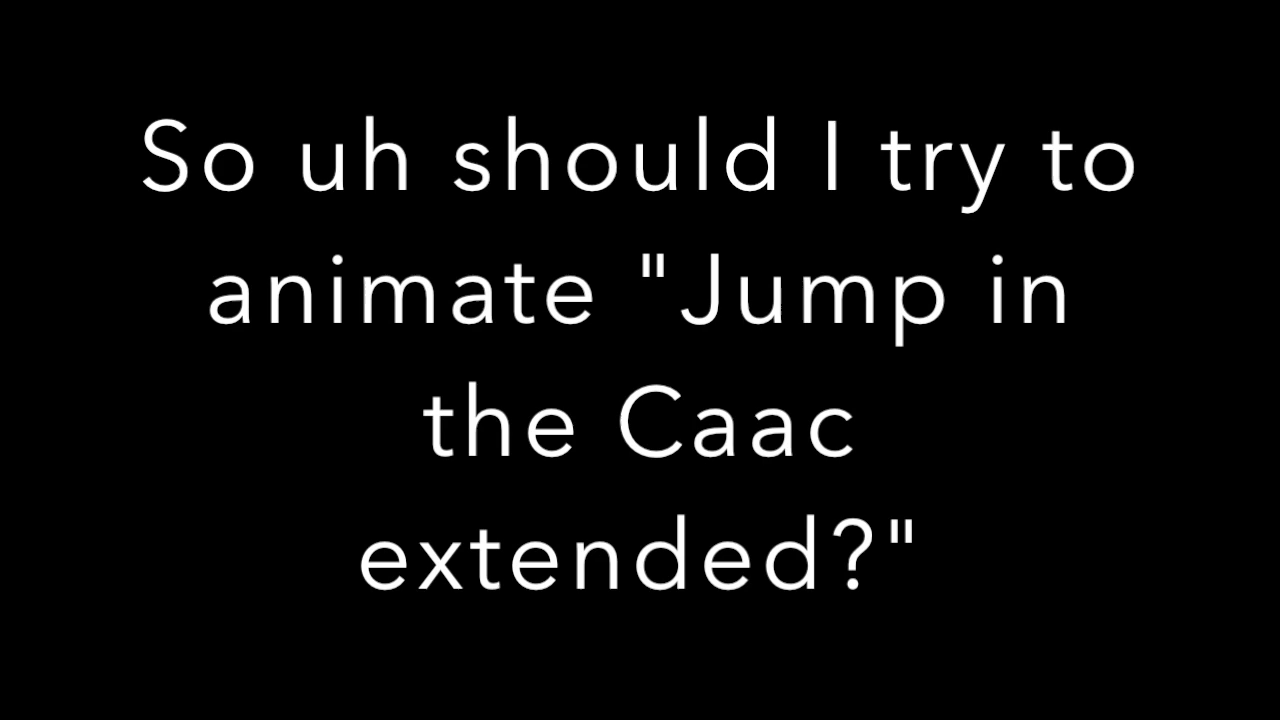 So uh should I try to
animate "Jump in
the Caac
extended?"